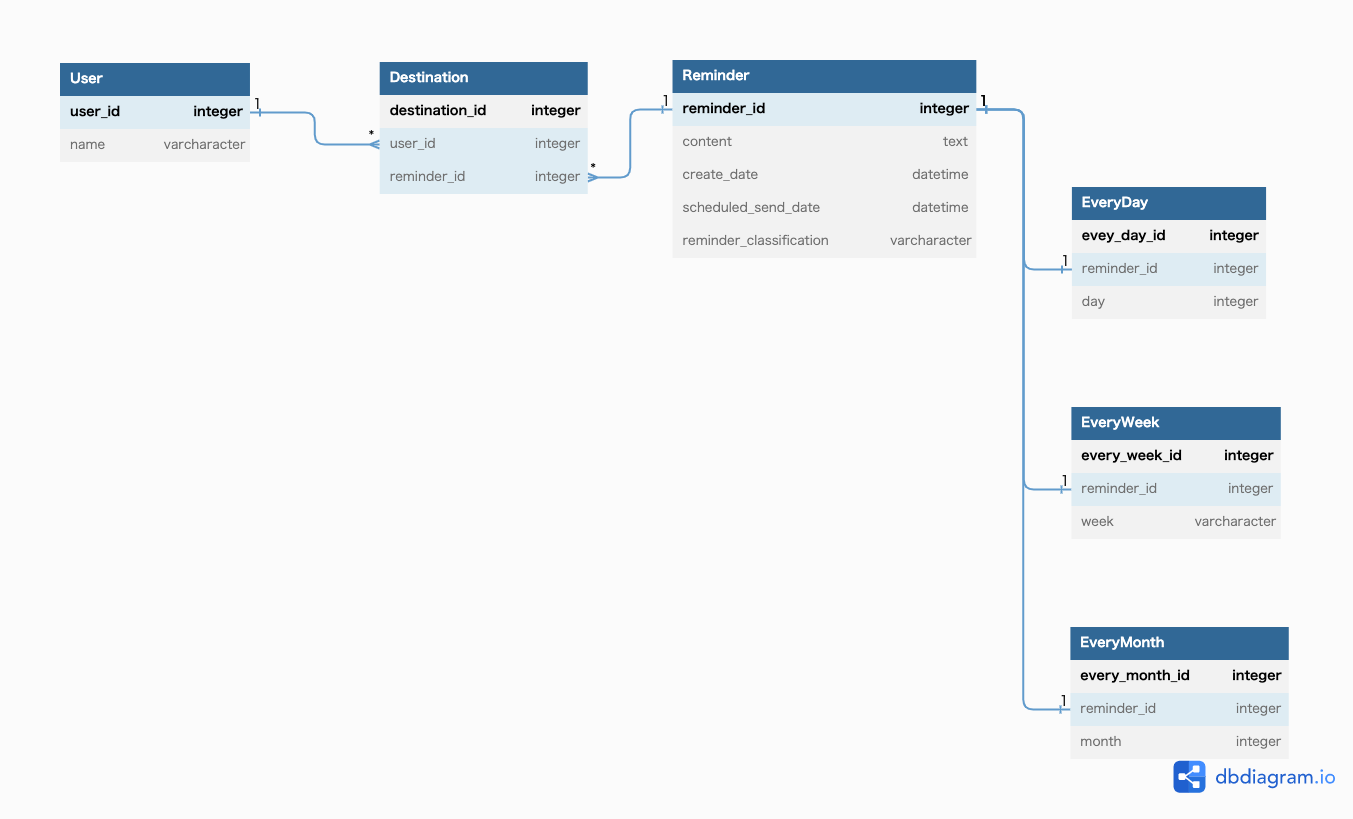 User
user_id integer
name varcharacter
1
*
Destination
destination_id integer
user_id integer
reminder_id integer
*
1
Reminder
reminder_id integer
content text
create_date datetime
scheduled_send_date datetime
reminder_classification varcharacter
1
1
EveryDay
evey_day_id integer
reminder_id integer
day integer
1
EveryWeek
every_week_id integer
reminder_id integer
week varcharacter
1
EveryMonth
every_month_id integer
reminder_id integer
month integer
dbdiagram.io